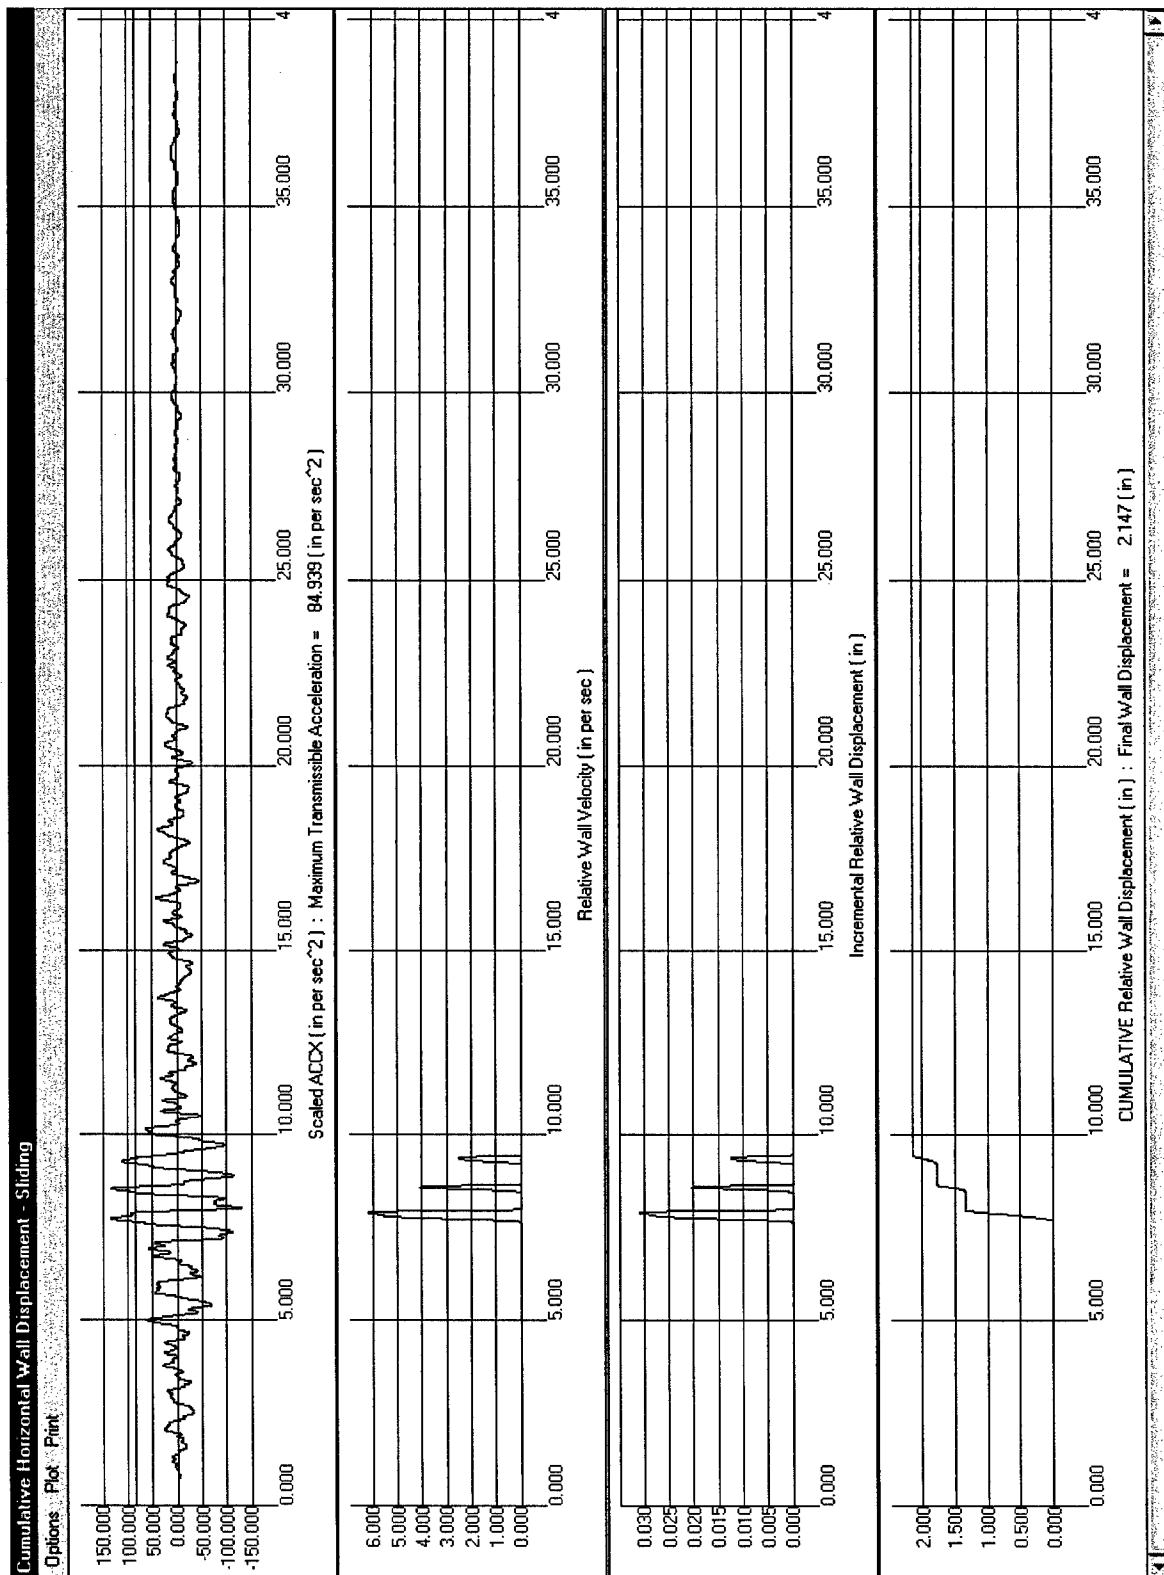 Cumulative Horizontal Wall Displacement - Sliding
Options Plot Print
150.000
100.000
50.000
0.000
-50.000
-100.000
-150.000
0.000 5.000 10.000 15.000 20.000 25.000 30.000 35.000 4
Scaled ACCX ( in per sec^2 ) : Maximum Transmissible Acceleration = 84.939 ( in per sec^2 )
6.000
5.000
4.000
3.000
2.000
1.000
0.000
0.000 5.000 10.000 15.000 20.000 25.000 30.000 35.000 4
Relative Wall Velocity ( in per sec )
0.030
0.025
0.020
0.015
0.010
0.005
0.000
0.000 5.000 10.000 15.000 20.000 25.000 30.000 35.000 4
Incremental Relative Wall Displacement ( in )
2.000
1.500
1.000
0.500
0.000
0.000 5.000 10.000 15.000 20.000 25.000 30.000 35.000 4
CUMULATIVE Relative Wall Displacement ( in ) : Final Wall Displacement = 2.147 ( in )